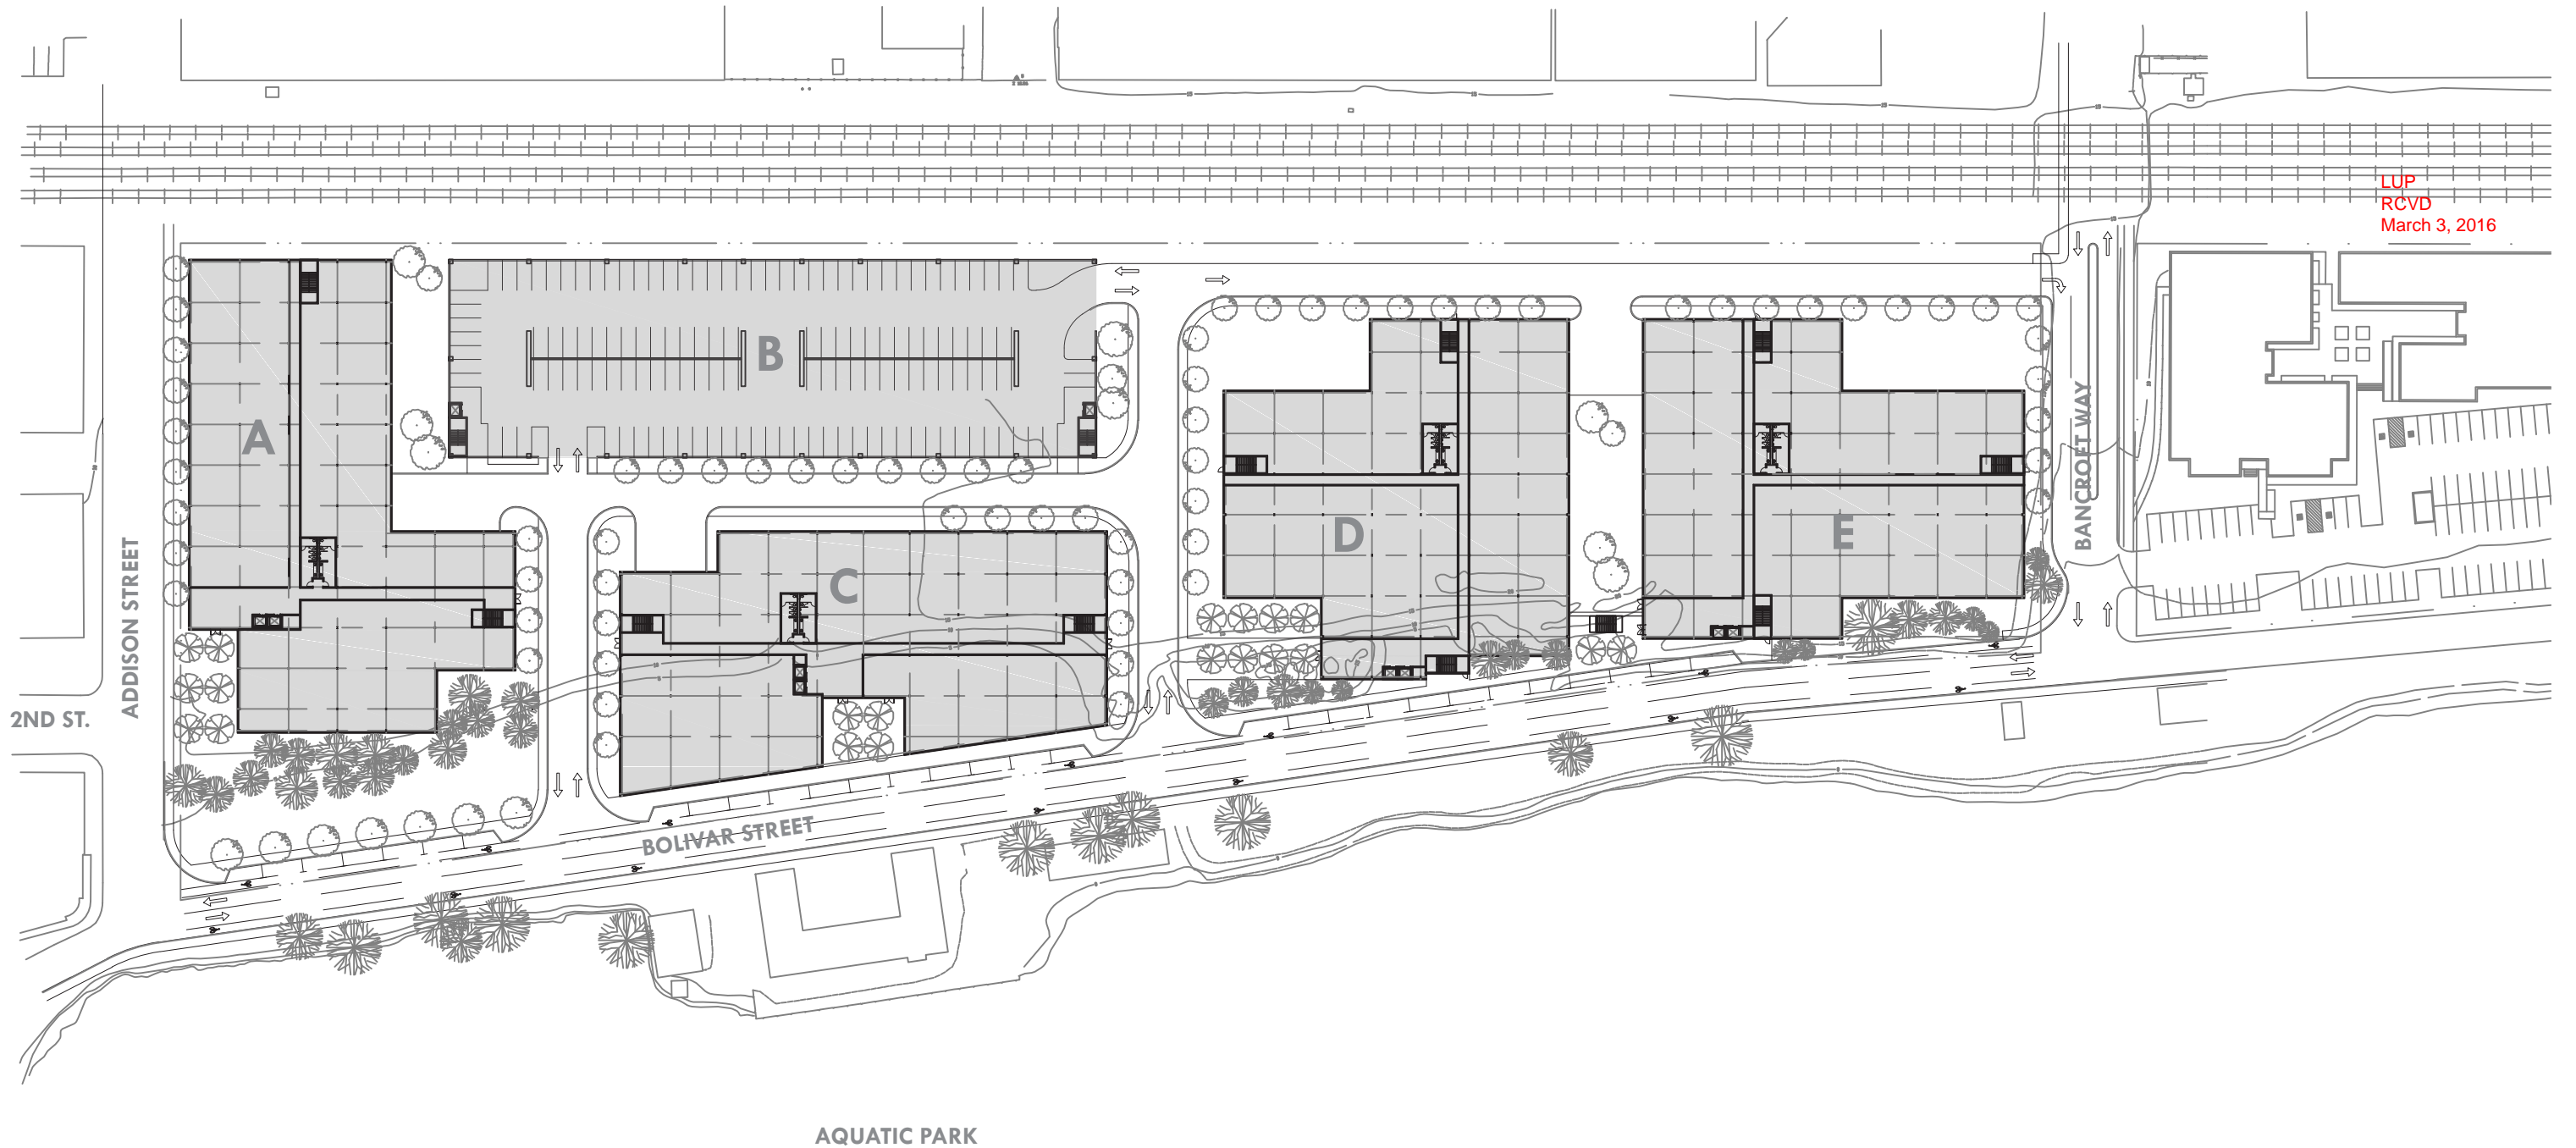 LUP
RCVD
March 3, 2016
B
A
D
E
C
BANCROFT WAY
ADDISON STREET
2ND ST.
BOLIVAR STREET
AQUATIC PARK